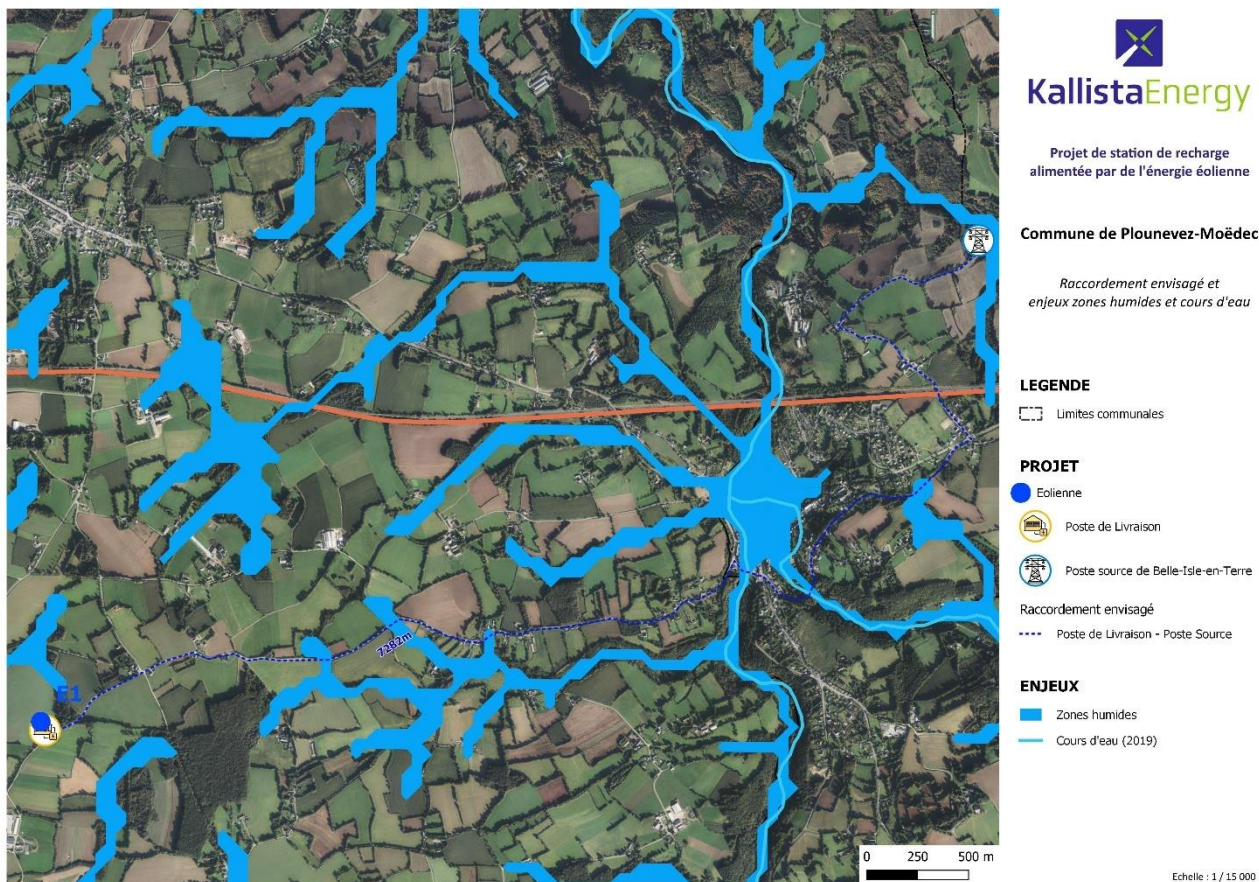 KallistaEnergy
Projet de station de recharge
alimentée par de l'énergie éolienne
Commune de Plounevez-Moëdec
Raccordement envisagé et
enjeux zones humides et cours d'eau
LEGENDE
Limites communales
PROJET
Eolienne
Poste de Livraison
Poste source de Belle-Isle-en-Terre
Raccordement envisagé
Poste de Livraison - Poste Source
ENJEUX
Zones humides
Cours d'eau (2019)
7282m
E1
0 250 500 m
Echelle : 1 / 15 000